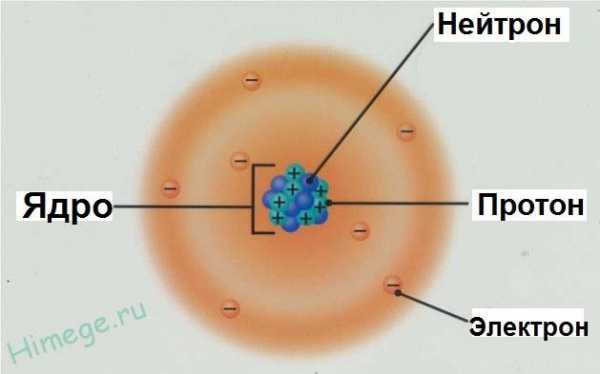 Нейтрон
Ядро
Протон
Электрон
Himege.ru